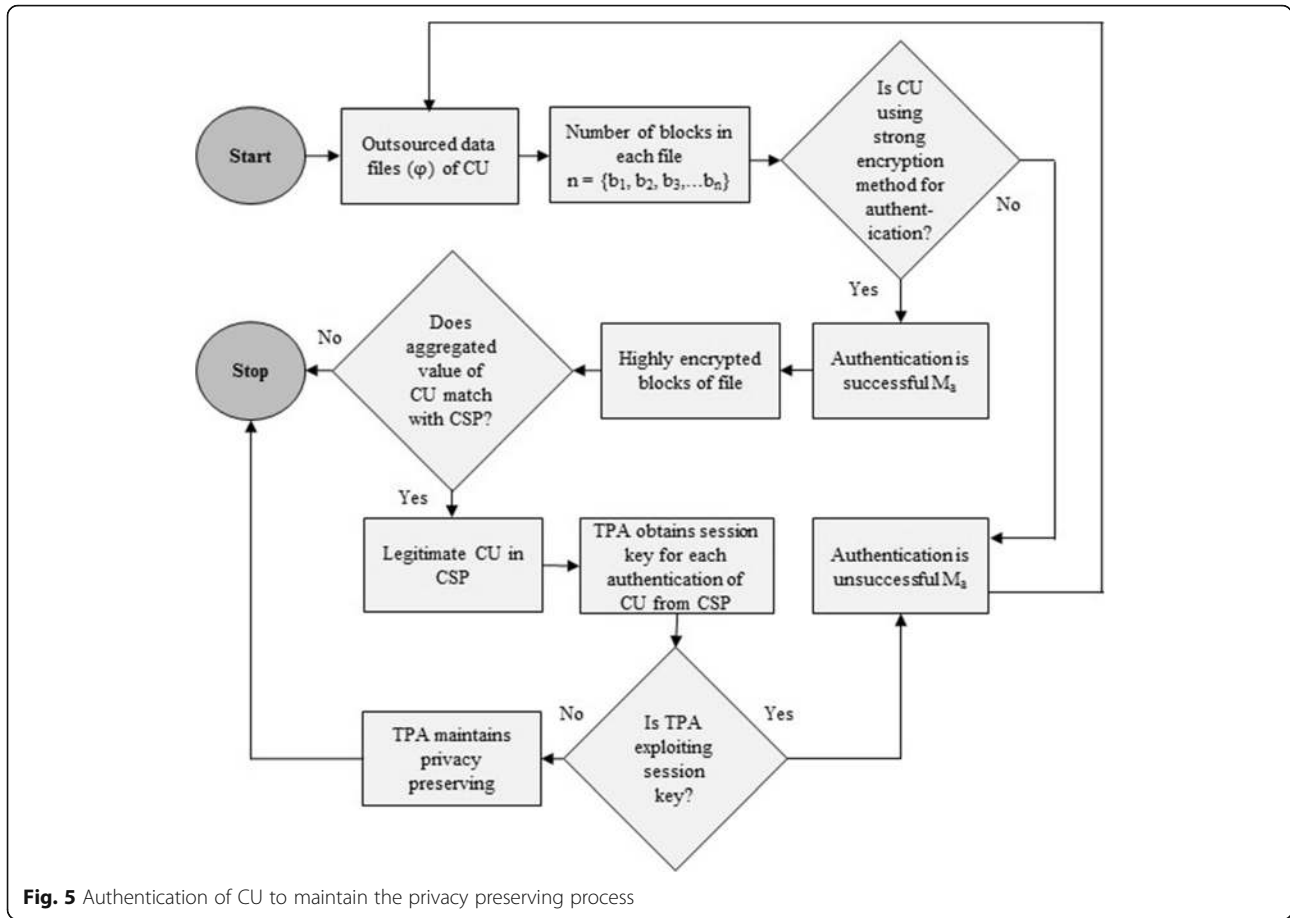 Start
Outsourced data
files (φ) of CU
Number of blocks in
each file
n = {b₁, b₂, b₃,...bₙ}
Is CU
using
strong
encryption
method for
authent-
ication?
No
Yes
Authentication is
successful Mₐ
Highly encrypted
blocks of file
Does
aggregated
value of
CU match
with CSP?
No
Stop
Yes
Legitimate CU in
CSP
TPA obtains session
key for each
authentication of
CU from CSP
Authentication is
unsuccessful Mₐ
Is TPA
exploiting
session
key?
Yes
No
TPA maintains
privacy
preserving
Fig. 5 Authentication of CU to maintain the privacy preserving process